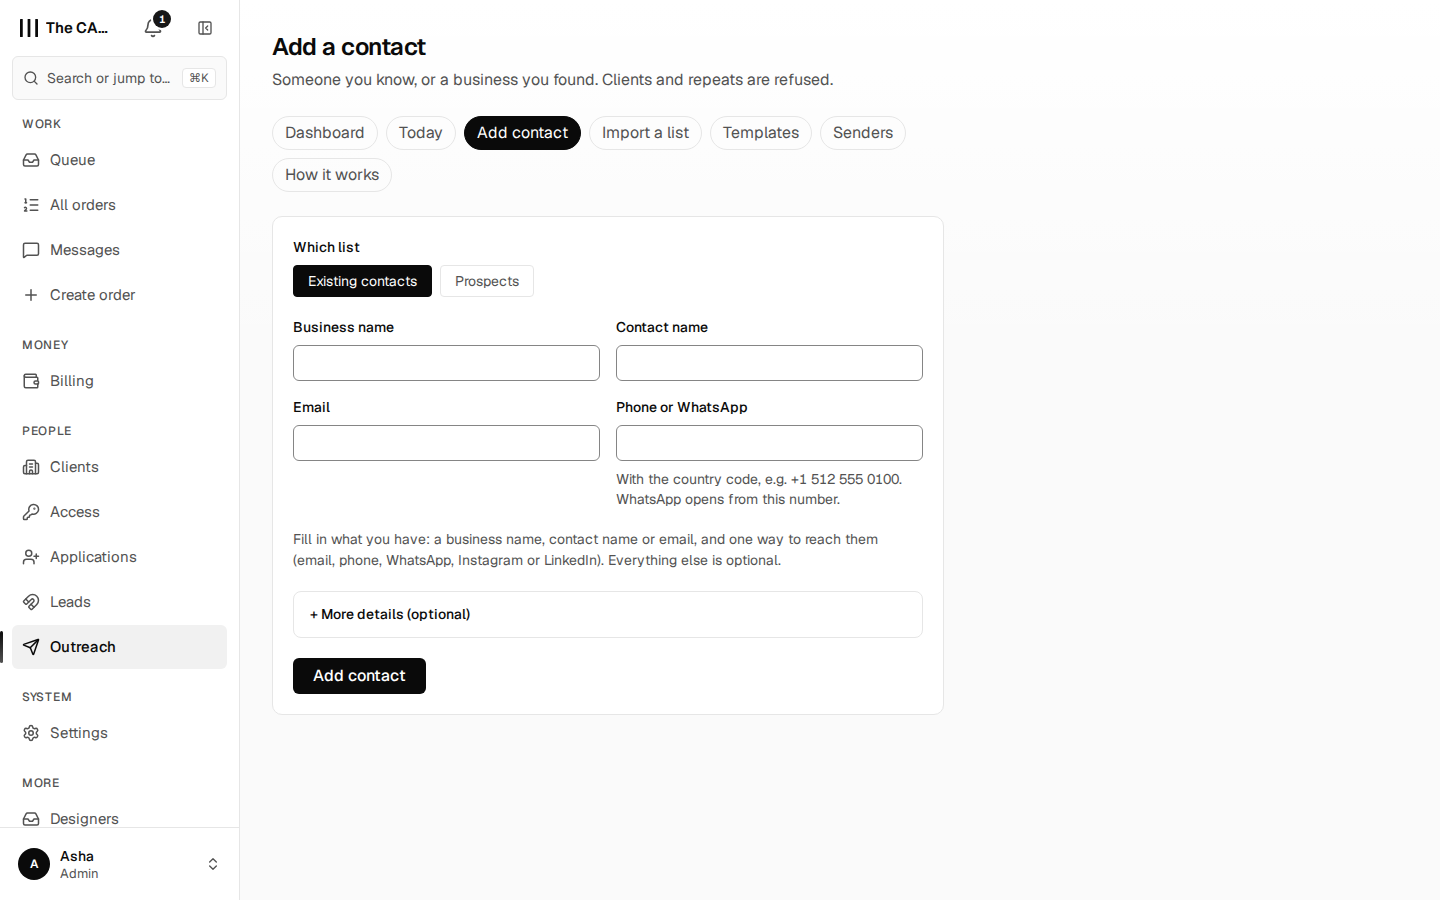 The CA...
1
Search or jump to... ⌘K
WORK
Queue
All orders
Messages
Create order
MONEY
Billing
PEOPLE
Clients
Access
Applications
Leads
Outreach
SYSTEM
Settings
MORE
Designers
A
Asha
Admin
Add a contact
Someone you know, or a business you found. Clients and repeats are refused.
Dashboard Today Add contact Import a list Templates Senders
How it works
Which list
Existing contacts Prospects
Business name Contact name
Email Phone or WhatsApp
With the country code, e.g. +1 512 555 0100.
WhatsApp opens from this number.
Fill in what you have: a business name, contact name or email, and one way to reach them
(email, phone, WhatsApp, Instagram or LinkedIn). Everything else is optional.
+ More details (optional)
Add contact